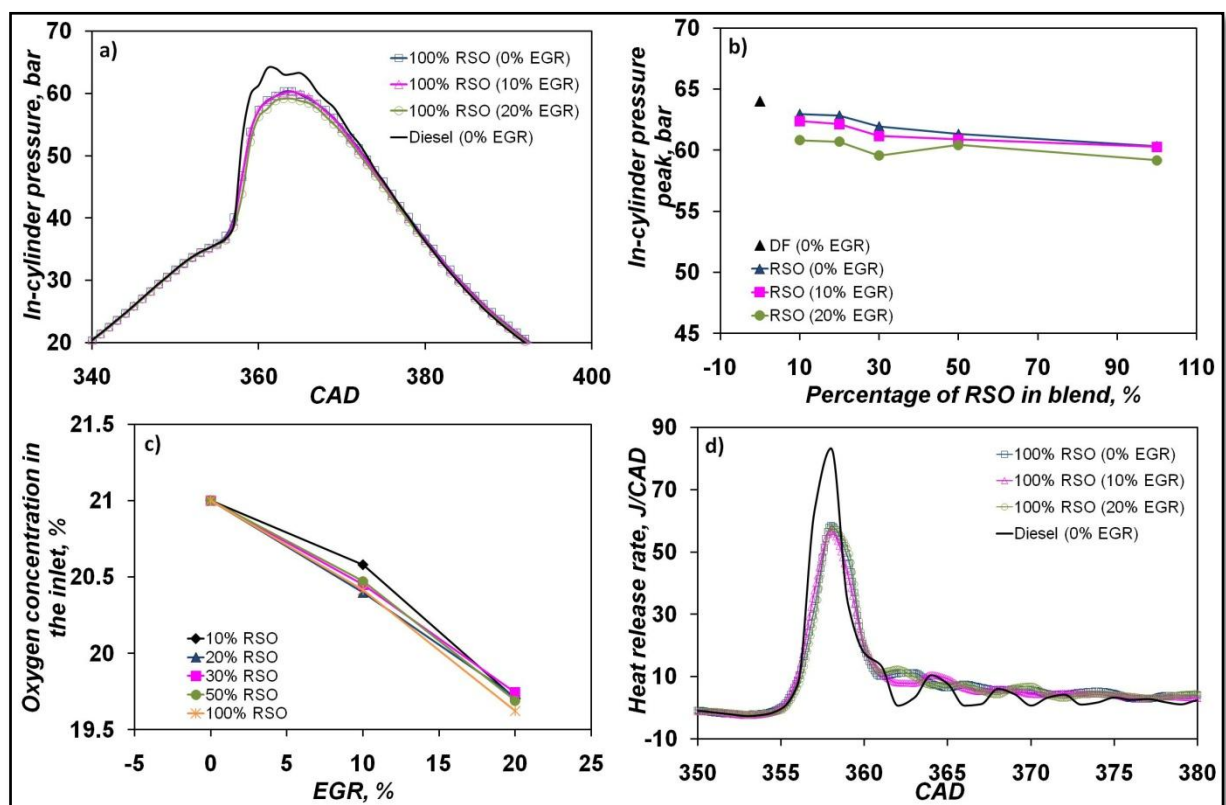 a)
In-cylinder pressure, bar
70
60
50
40
30
20
340
360
380
400
CAD
100% RSO (0% EGR)
100% RSO (10% EGR)
100% RSO (20% EGR)
Diesel (0% EGR)
b)
In-cylinder pressure
peak, bar
70
65
60
55
50
45
-10
10
30
50
70
90
110
Percentage of RSO in blend, %
DF (0% EGR)
RSO (0% EGR)
RSO (10% EGR)
RSO (20% EGR)
c)
Oxygen concentration in
the inlet, %
21.5
21
20.5
20
19.5
-5
0
5
10
15
20
25
EGR, %
10% RSO
20% RSO
30% RSO
50% RSO
100% RSO
d)
Heat release rate, J/CAD
90
70
50
30
10
-10
350
355
360
365
370
375
380
CAD
100% RSO (0% EGR)
100% RSO (10% EGR)
100% RSO (20% EGR)
Diesel (0% EGR)